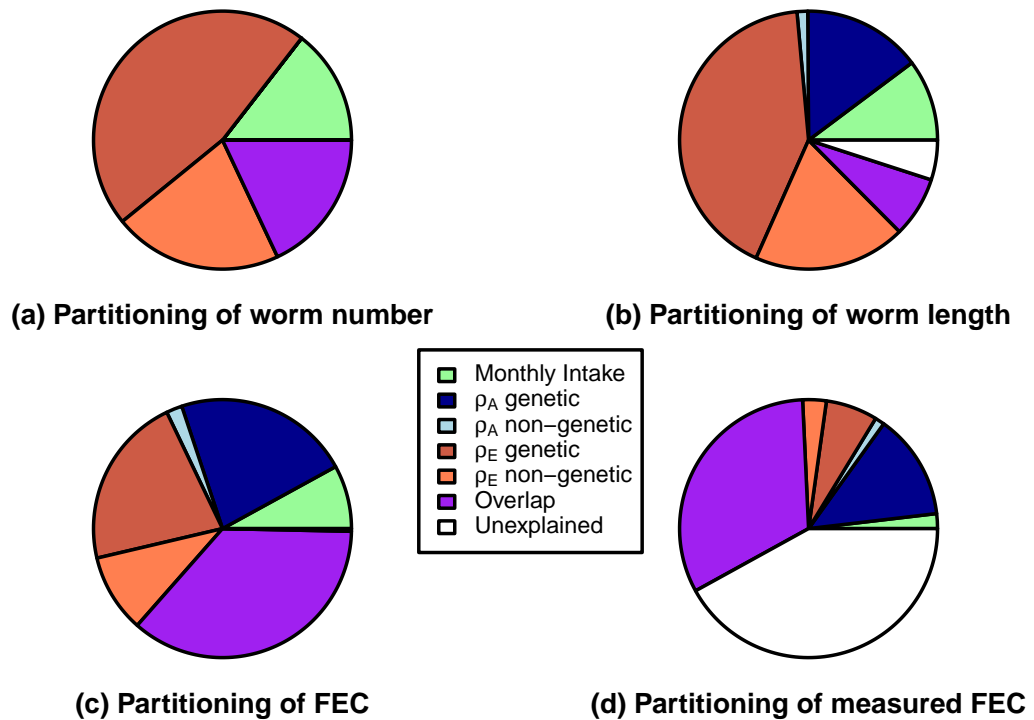 (a) Partitioning of worm number
(b) Partitioning of worm length
Monthly Intake
ρA genetic
ρA non−genetic
ρE genetic
ρE non−genetic
Overlap
Unexplained
(c) Partitioning of FEC
(d) Partitioning of measured FEC